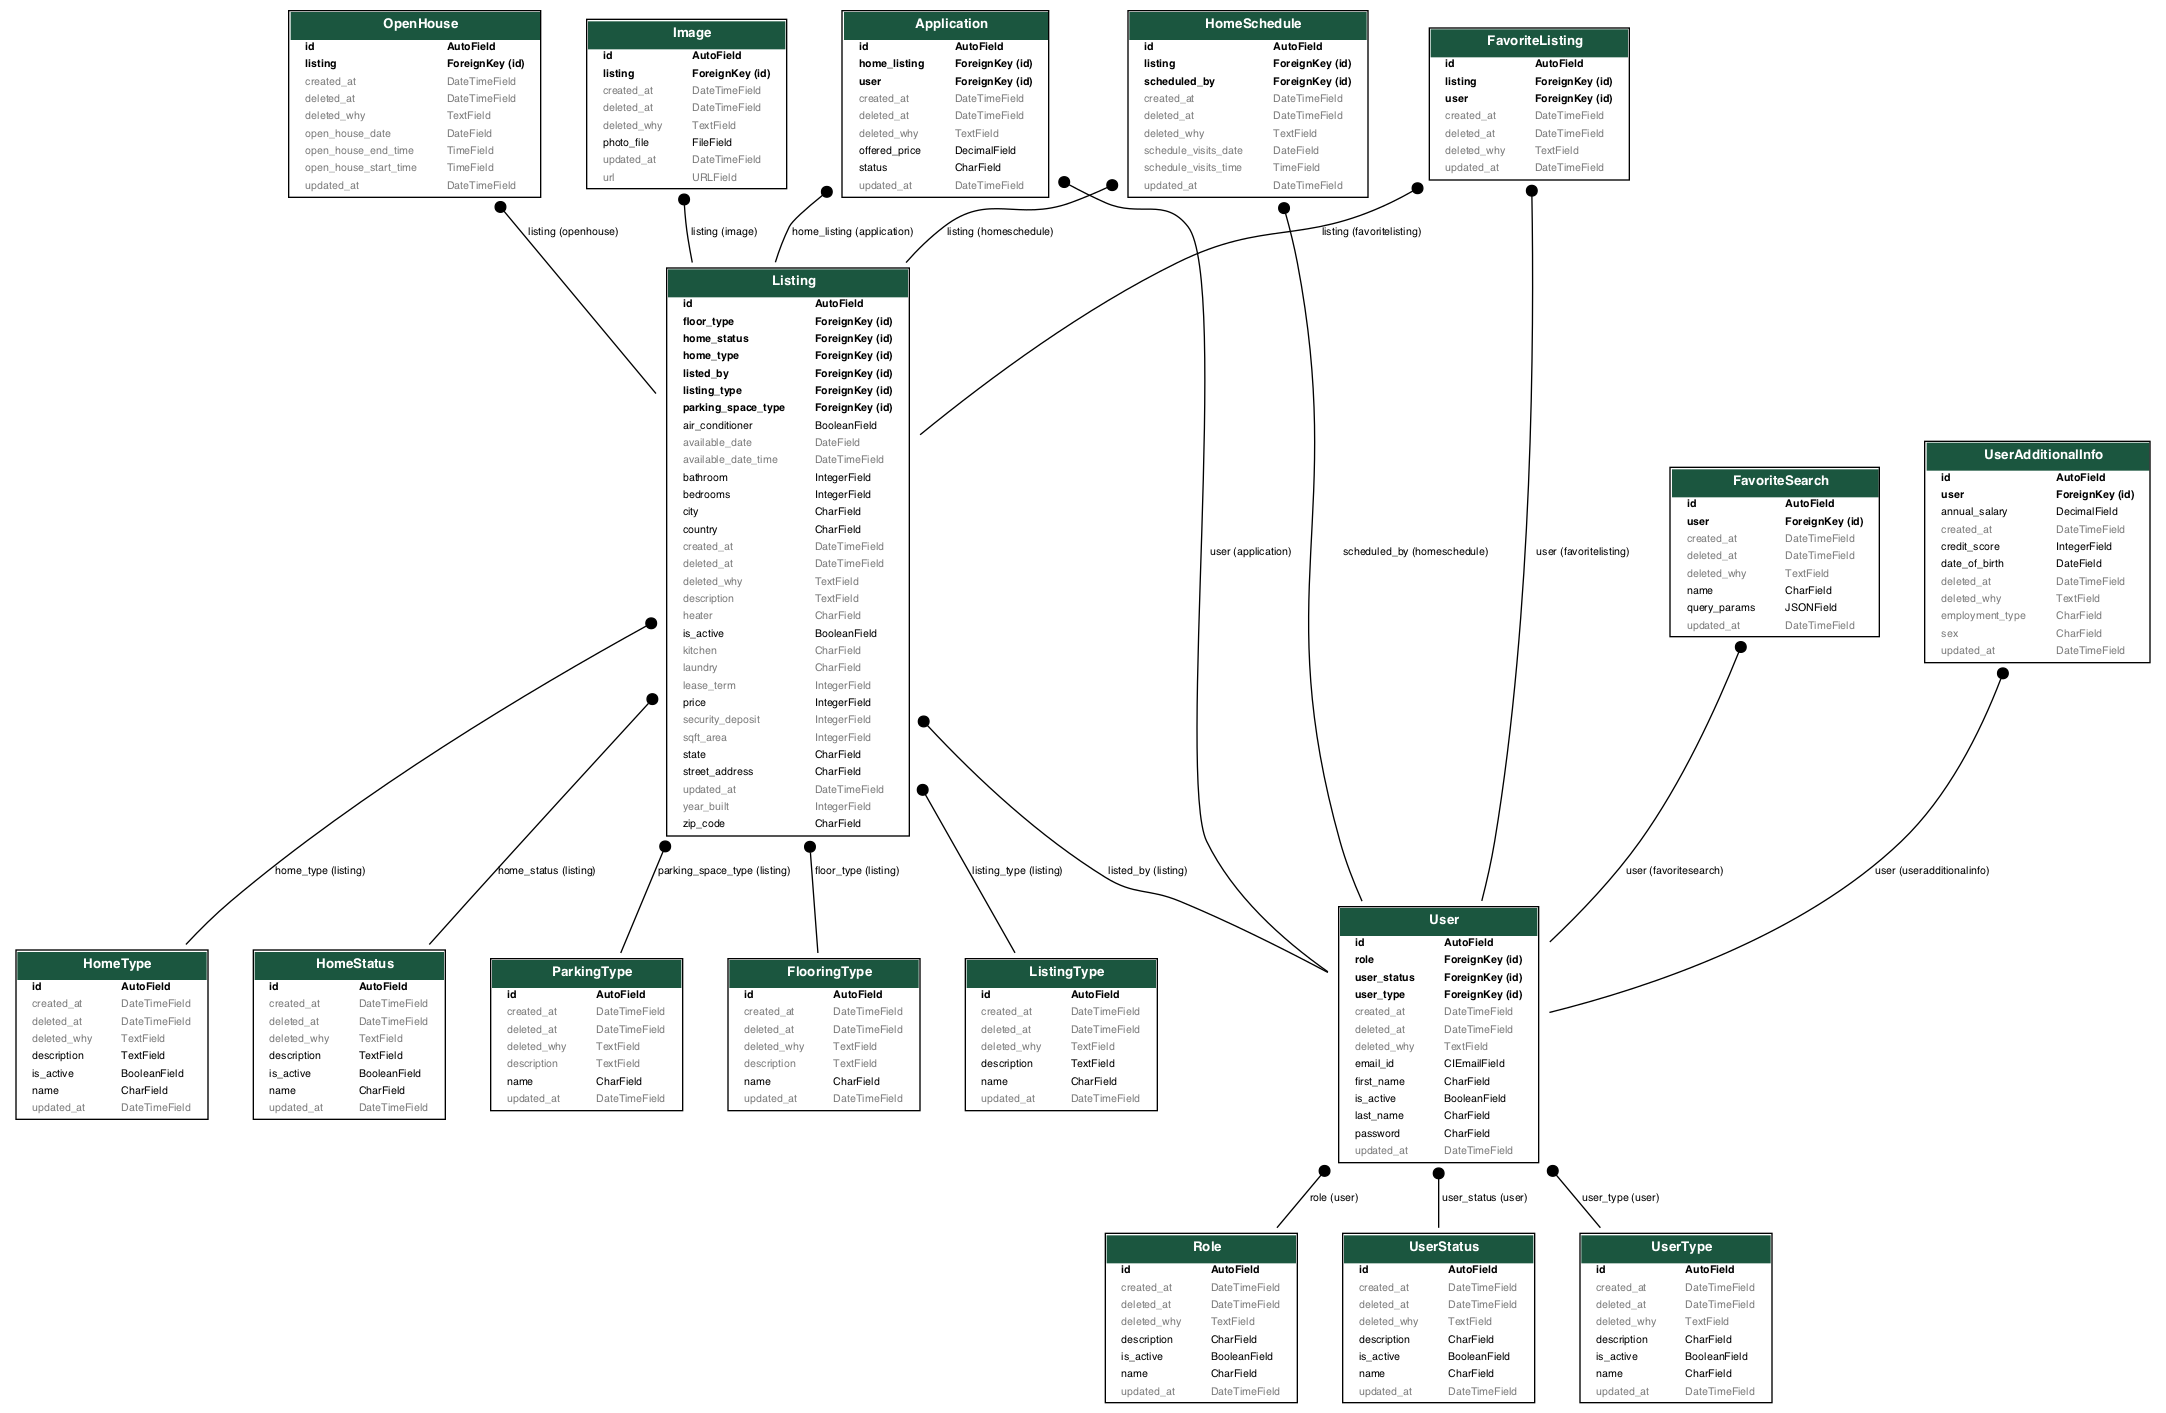 OpenHouse
id AutoField
listing ForeignKey (id)
created_at DateTimeField
deleted_at DateTimeField
deleted_why TextField
open_house_date DateField
open_house_end_time TimeField
open_house_start_time TimeField
updated_at DateTimeField
Image
id AutoField
listing ForeignKey (id)
created_at DateTimeField
deleted_at DateTimeField
deleted_why TextField
photo_file FileField
updated_at DateTimeField
url URLField
Application
id AutoField
home_listing ForeignKey (id)
user ForeignKey (id)
created_at DateTimeField
deleted_at DateTimeField
deleted_why TextField
offered_price DecimalField
status CharField
updated_at DateTimeField
HomeSchedule
id AutoField
listing ForeignKey (id)
scheduled_by ForeignKey (id)
created_at DateTimeField
deleted_at DateTimeField
deleted_why TextField
schedule_visits_date DateField
schedule_visits_time TimeField
updated_at DateTimeField
FavoriteListing
id AutoField
listing ForeignKey (id)
user ForeignKey (id)
created_at DateTimeField
deleted_at DateTimeField
deleted_why TextField
updated_at DateTimeField
listing (openhouse)
listing (image)
home_listing (application)
listing (homeschedule)
listing (favoritelisting)
Listing
id AutoField
floor_type ForeignKey (id)
home_status ForeignKey (id)
home_type ForeignKey (id)
listed_by ForeignKey (id)
listing_type ForeignKey (id)
parking_space_type ForeignKey (id)
air_conditioner BooleanField
available_date DateField
available_date_time DateTimeField
bathroom IntegerField
bedrooms IntegerField
city CharField
country CharField
created_at DateTimeField
deleted_at DateTimeField
deleted_why TextField
description TextField
heater CharField
is_active BooleanField
kitchen CharField
laundry CharField
lease_term IntegerField
price IntegerField
security_deposit IntegerField
sqft_area IntegerField
state CharField
street_address CharField
updated_at DateTimeField
year_built IntegerField
zip_code CharField
user (application)
scheduled_by (homeschedule)
user (favoritelisting)
FavoriteSearch
id AutoField
user ForeignKey (id)
created_at DateTimeField
deleted_at DateTimeField
deleted_why TextField
name CharField
query_params JSONField
updated_at DateTimeField
UserAdditionalInfo
id AutoField
user ForeignKey (id)
annual_salary DecimalField
created_at DateTimeField
credit_score IntegerField
date_of_birth DateField
deleted_at DateTimeField
deleted_why TextField
employment_type CharField
sex CharField
updated_at DateTimeField
home_type (listing)
home_status (listing)
parking_space_type (listing)
floor_type (listing)
listing_type (listing)
listed_by (listing)
user (favoritesearch)
user (useradditionalinfo)
HomeType
id AutoField
created_at DateTimeField
deleted_at DateTimeField
deleted_why TextField
description TextField
is_active BooleanField
name CharField
updated_at DateTimeField
HomeStatus
id AutoField
created_at DateTimeField
deleted_at DateTimeField
deleted_why TextField
description TextField
is_active BooleanField
name CharField
updated_at DateTimeField
ParkingType
id AutoField
created_at DateTimeField
deleted_at DateTimeField
deleted_why TextField
description TextField
name CharField
updated_at DateTimeField
FlooringType
id AutoField
created_at DateTimeField
deleted_at DateTimeField
deleted_why TextField
description TextField
name CharField
updated_at DateTimeField
ListingType
id AutoField
created_at DateTimeField
deleted_at DateTimeField
deleted_why TextField
description TextField
name CharField
updated_at DateTimeField
User
id AutoField
role ForeignKey (id)
user_status ForeignKey (id)
user_type ForeignKey (id)
created_at DateTimeField
deleted_at DateTimeField
deleted_why TextField
email_id CIEmailField
first_name CharField
is_active BooleanField
last_name CharField
password CharField
updated_at DateTimeField
role (user)
user_status (user)
user_type (user)
Role
id AutoField
created_at DateTimeField
deleted_at DateTimeField
deleted_why TextField
description CharField
is_active BooleanField
name CharField
updated_at DateTimeField
UserStatus
id AutoField
created_at DateTimeField
deleted_at DateTimeField
deleted_why TextField
description CharField
is_active BooleanField
name CharField
updated_at DateTimeField
UserType
id AutoField
created_at DateTimeField
deleted_at DateTimeField
deleted_why TextField
description CharField
is_active BooleanField
name CharField
updated_at DateTimeField